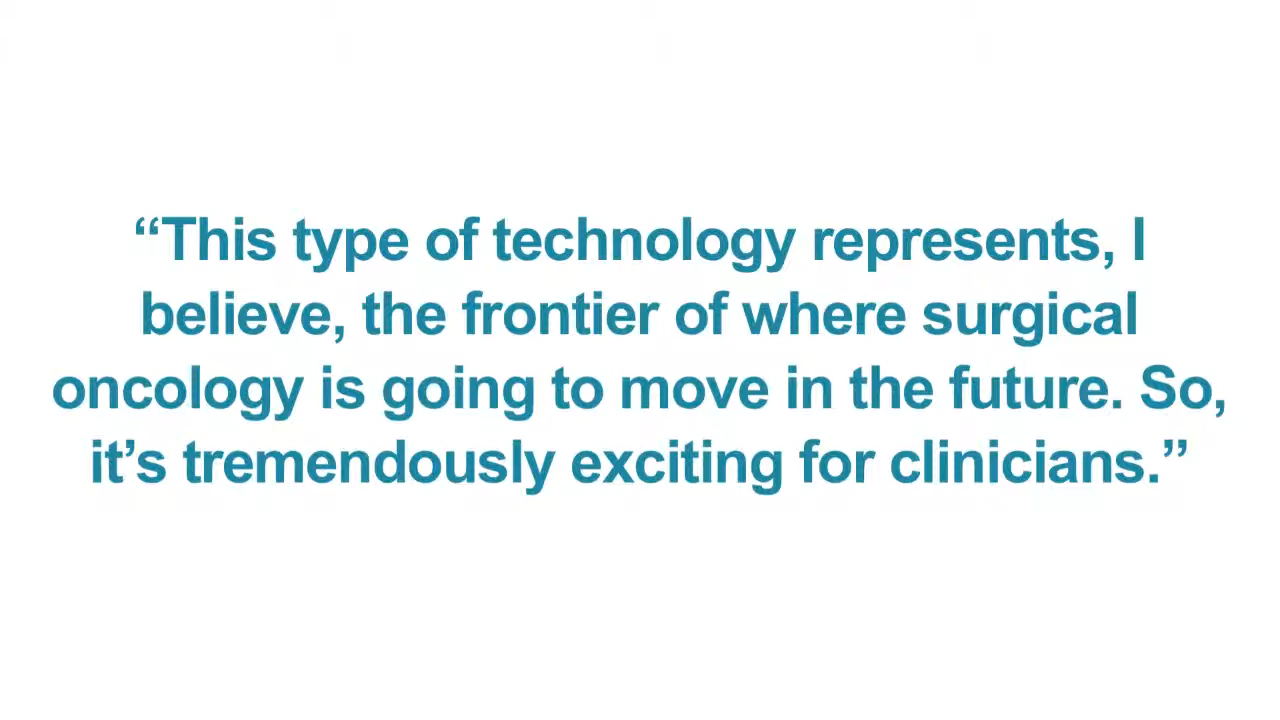 “This type of technology represents, I
believe, the frontier of where surgical
oncology is going to move in the future. So,
it’s tremendously exciting for clinicians.”